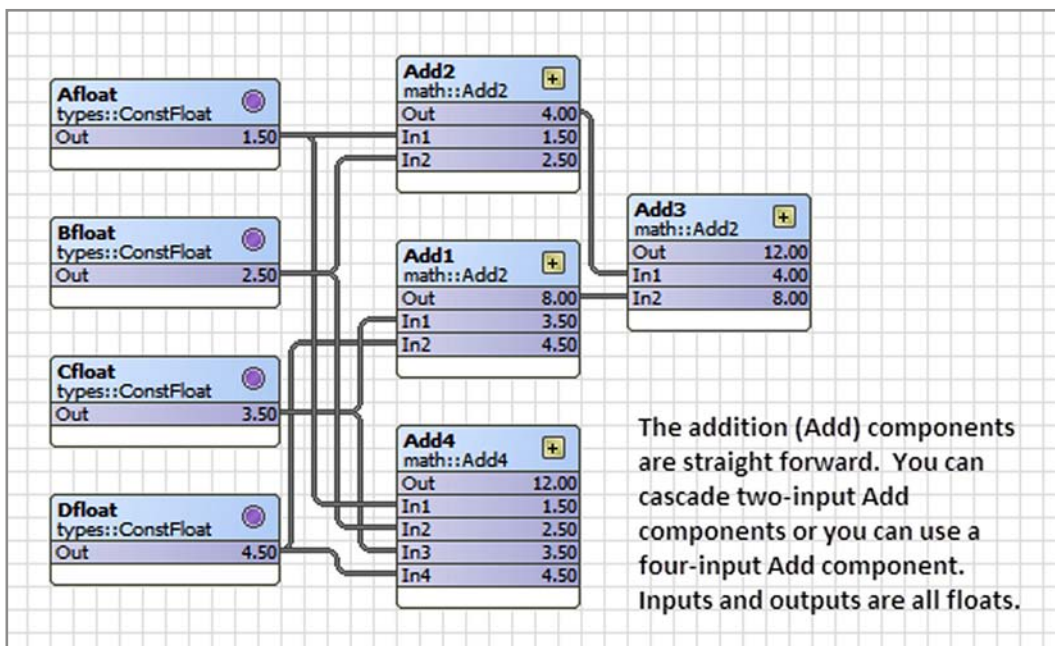 Afloat
types::ConstFloat
Out 1.50
Bfloat
types::ConstFloat
Out 2.50
Cfloat
types::ConstFloat
Out 3.50
Dfloat
types::ConstFloat
Out 4.50
Add2
math::Add2
Out 4.00
In1 1.50
In2 2.50
Add1
math::Add2
Out 8.00
In1 3.50
In2 4.50
Add4
math::Add4
Out 12.00
In1 1.50
In2 2.50
In3 3.50
In4 4.50
Add3
math::Add2
Out 12.00
In1 4.00
In2 8.00
The addition (Add) components
are straight forward. You can
cascade two-input Add
components or you can use a
four-input Add component.
Inputs and outputs are all floats.